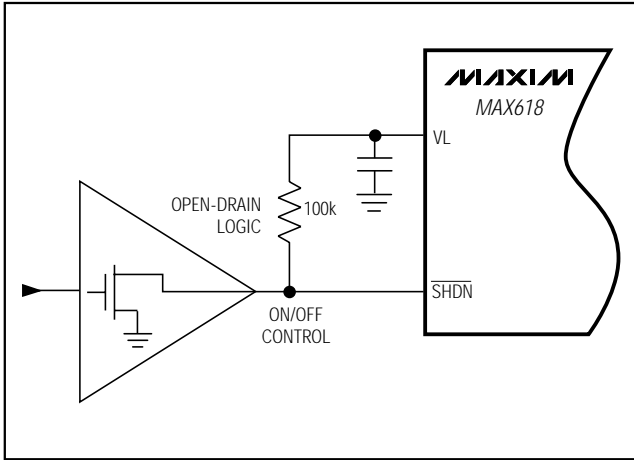 MAXIM
MAX618
VL
OPEN-DRAIN
LOGIC
100k
SHDN
ON/OFF
CONTROL